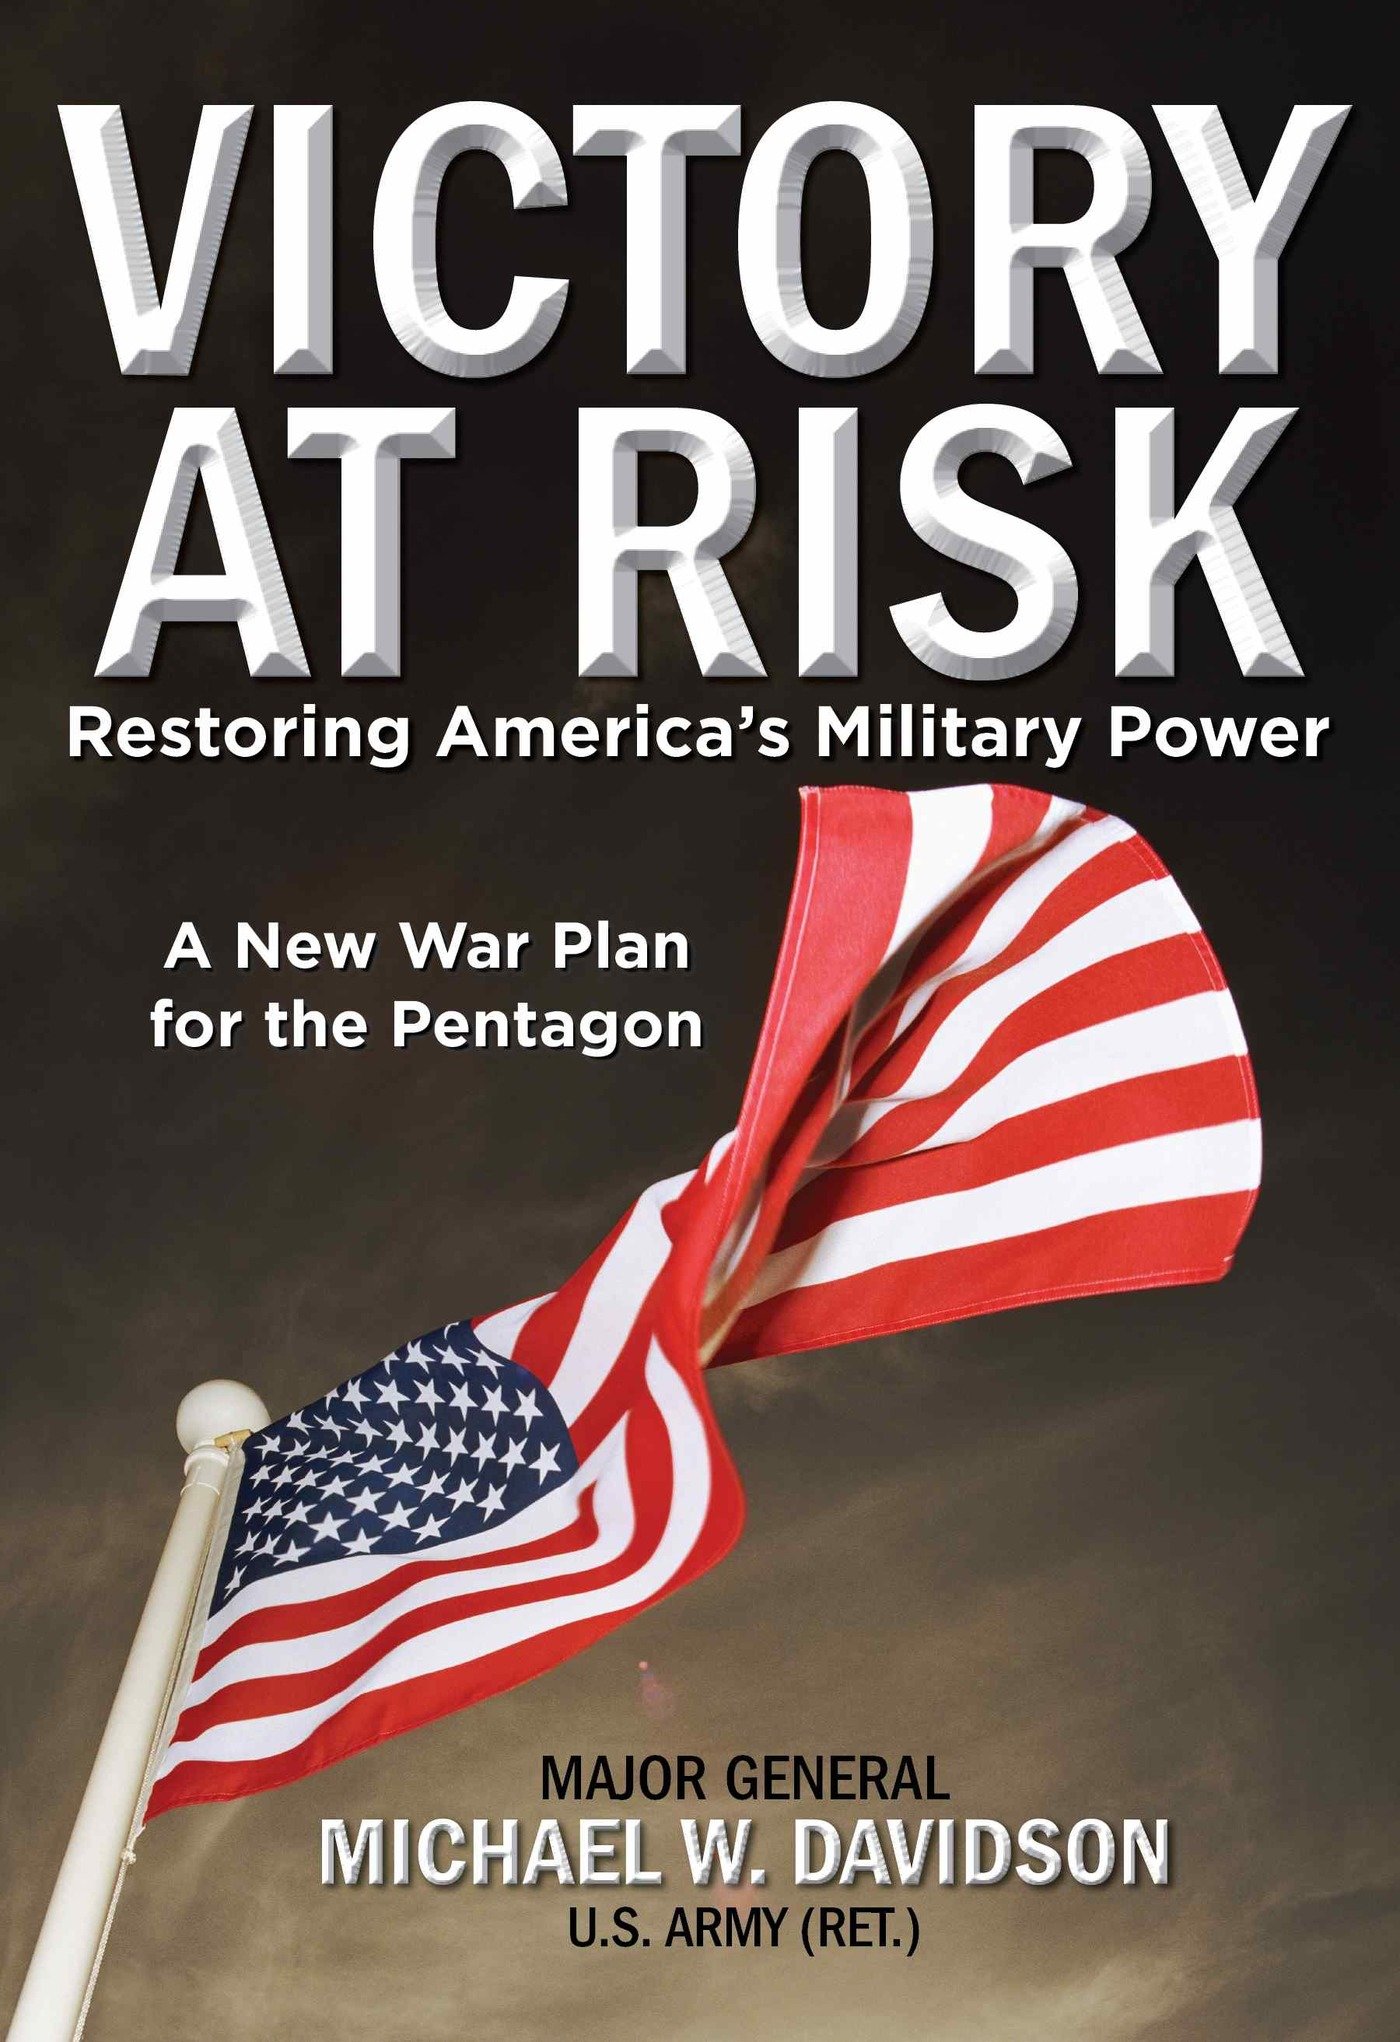 VICTORY
AT RISK
Restoring America’s Military Power
A New War Plan
for the Pentagon
MAJOR GENERAL
MICHAEL W. DAVIDSON
U.S. ARMY (RET.)